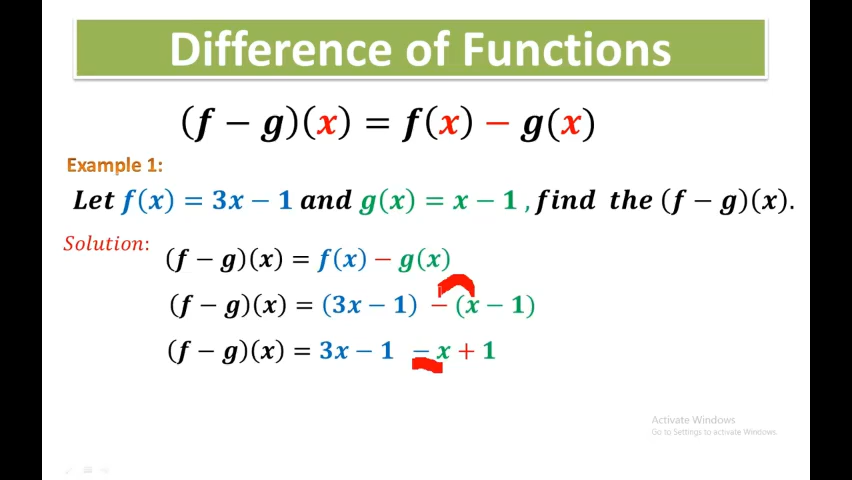 Difference of Functions
(f − g)(x) = f(x) − g(x)
Example 1:
Let f(x) = 3x − 1 and g(x) = x − 1 , find the (f − g)(x).
Solution:
(f − g)(x) = f(x) − g(x)
(f − g)(x) = (3x − 1) − (x − 1)
(f − g)(x) = 3x − 1 − x + 1
Activate Windows
Go to Settings to activate Windows.